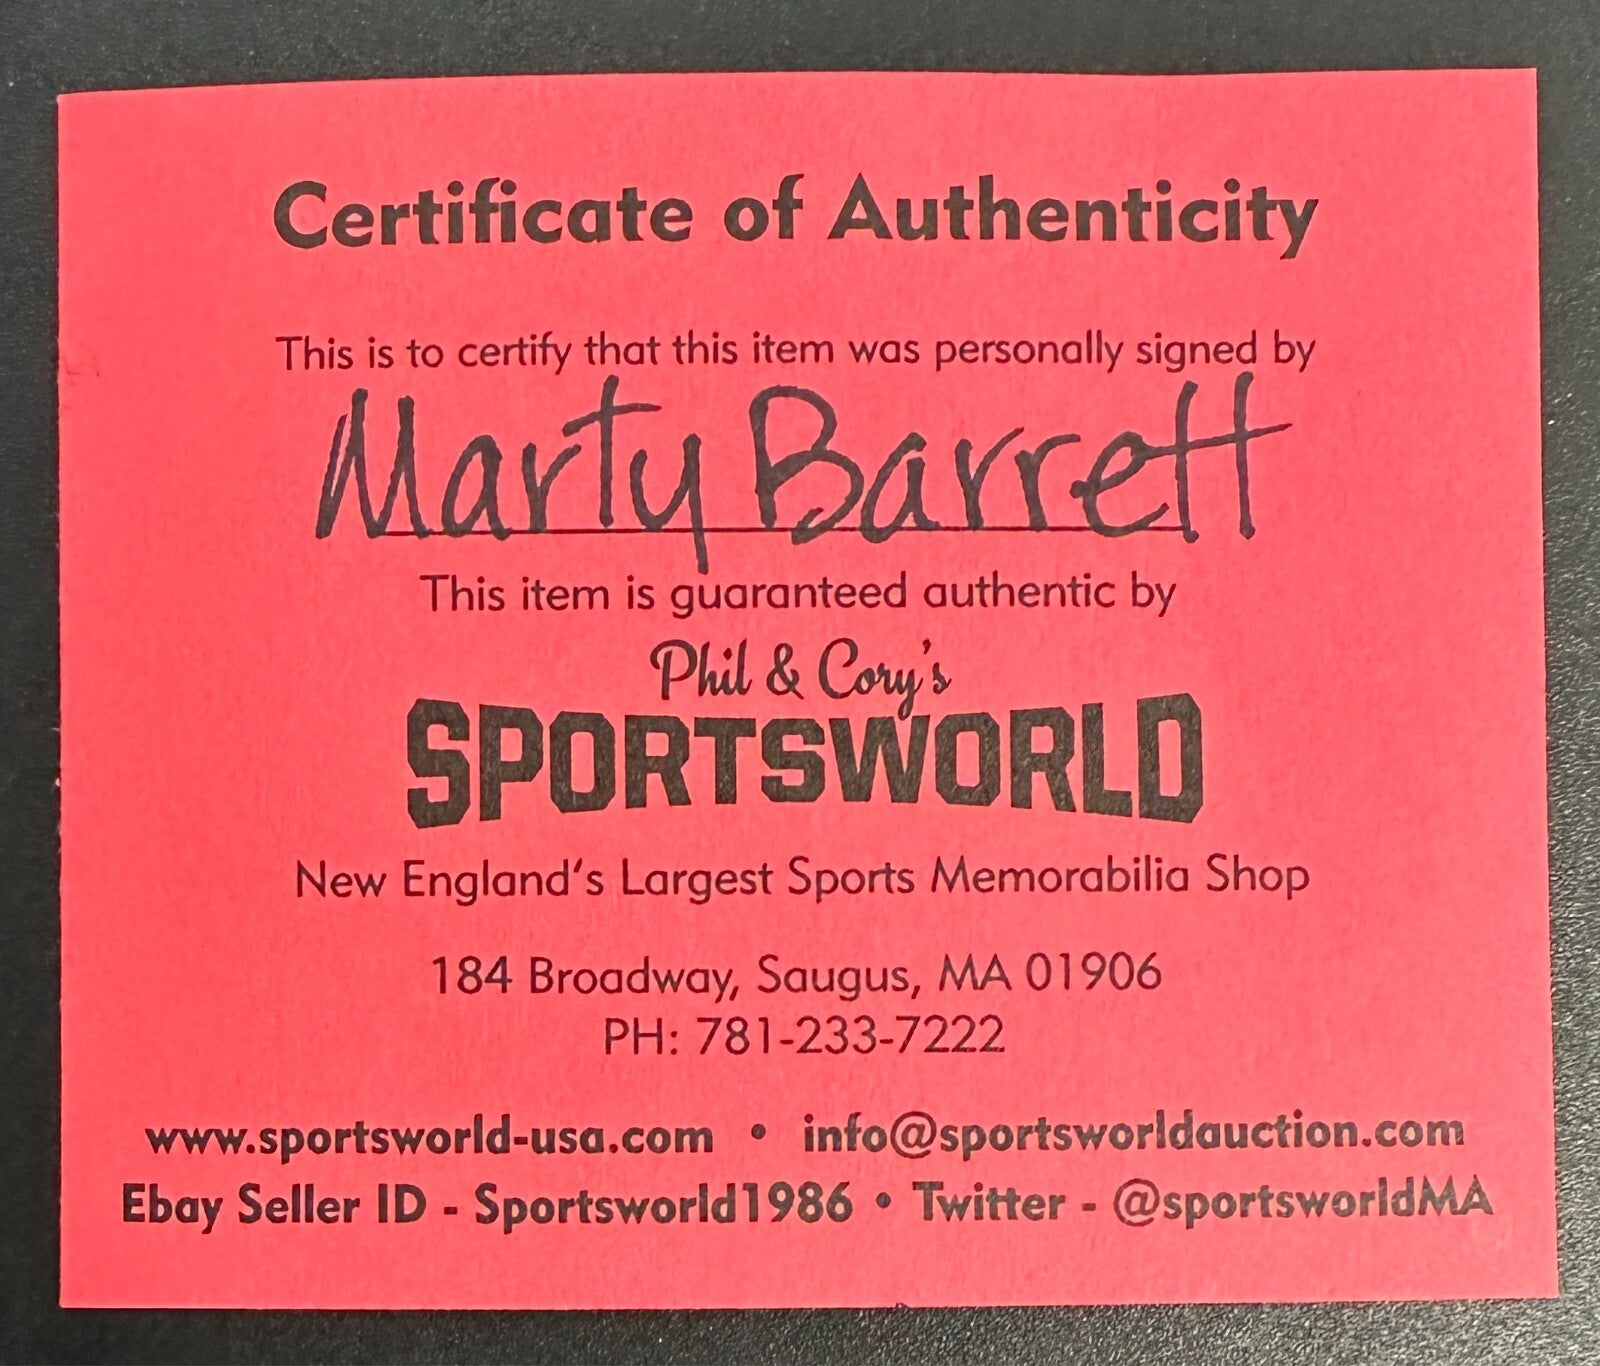 Certificate of Authenticity
This is to certify that this item was personally signed by
Marty Barrett
This item is guaranteed authentic by
Phil & Cory's
SPORTSWORLD
New England's Largest Sports Memorabilia Shop
184 Broadway, Saugus, MA 01906
PH: 781-233-7222
www.sportsworld-usa.com • info@sportsworldauction.com
Ebay Seller ID - Sportsworld1986 • Twitter - @sportsworldMA